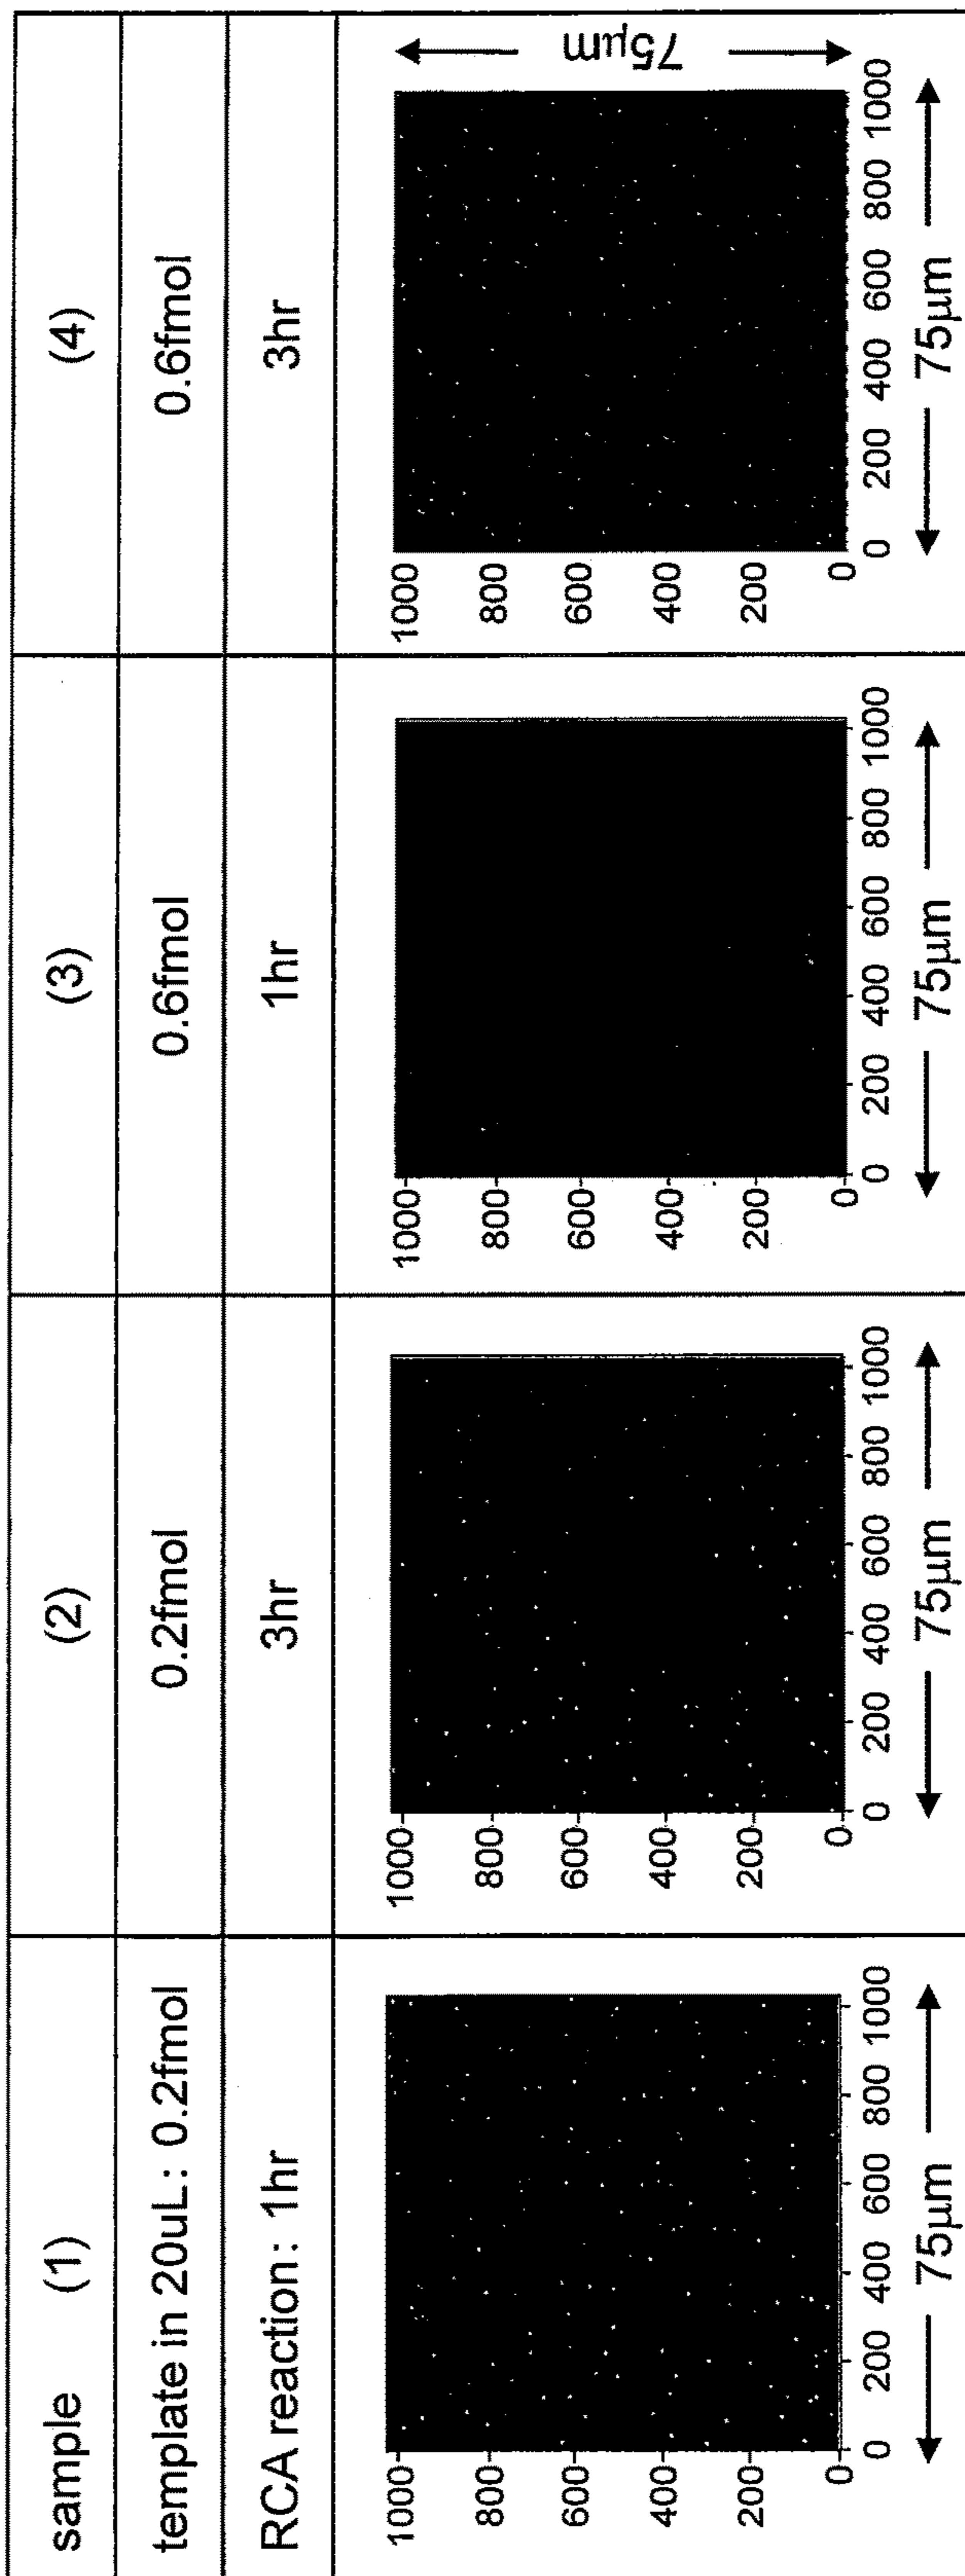 sample (1) (2) (3) (4)
template in 20uL: 0.2fmol 0.2fmol 0.6fmol 0.6fmol
RCA reaction: 1hr 3hr 1hr 3hr
1000 1000 1000 1000
800 800 800 800
600 600 600 600
400 400 400 400
200 200 200 200
0 0 0 0
0 200 400 600 800 1000 0 200 400 600 800 1000 0 200 400 600 800 1000 0 200 400 600 800 1000
75μm 75μm 75μm 75μm
75μm